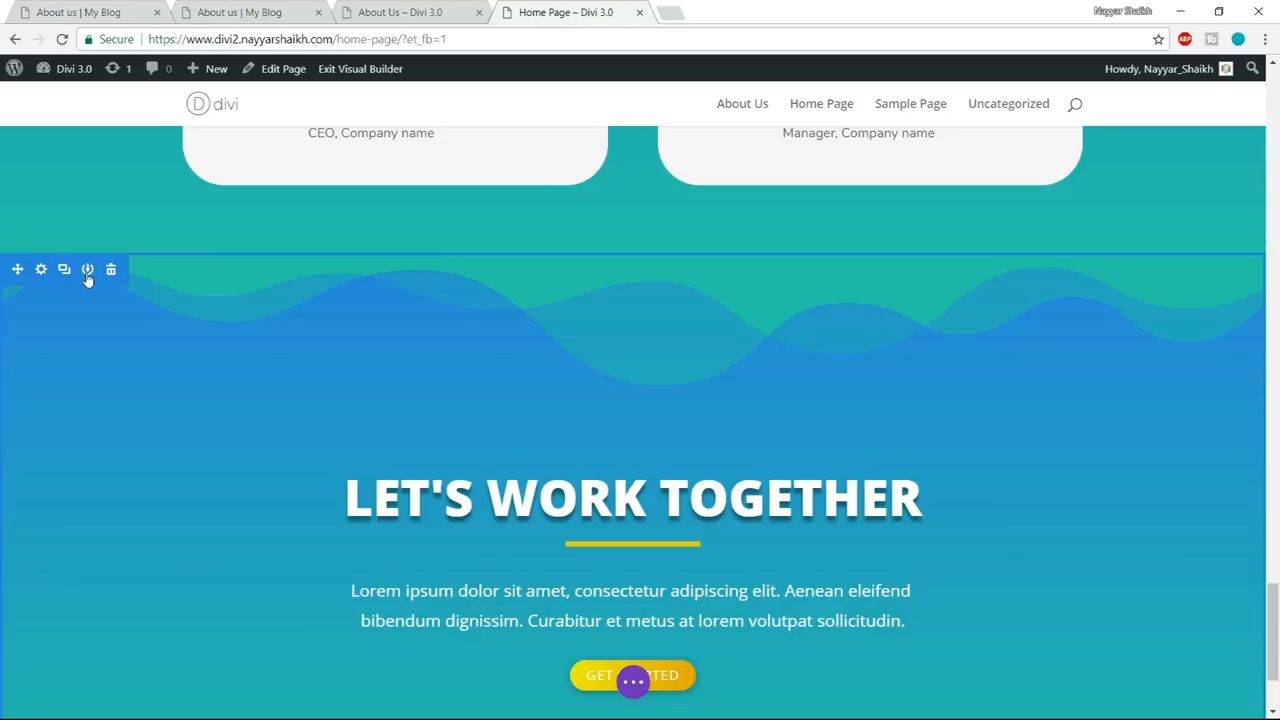 About us | My Blog
About us | My Blog
About Us – Divi 3.0
Home Page – Divi 3.0
Nayyar Shaikh
Secure
https://www.divi2.nayyarshaikh.com/home-page/?et_fb=1
Divi 3.0
1
0
New
Edit Page
Exit Visual Builder
Howdy, Nayyar_Shaikh
D divi
About Us
Home Page
Sample Page
Uncategorized
CEO, Company name
Manager, Company name
LET'S WORK TOGETHER
Lorem ipsum dolor sit amet, consectetur adipiscing elit. Aenean eleifend
bibendum dignissim. Curabitur et metus at lorem volutpat sollicitudin.
GET